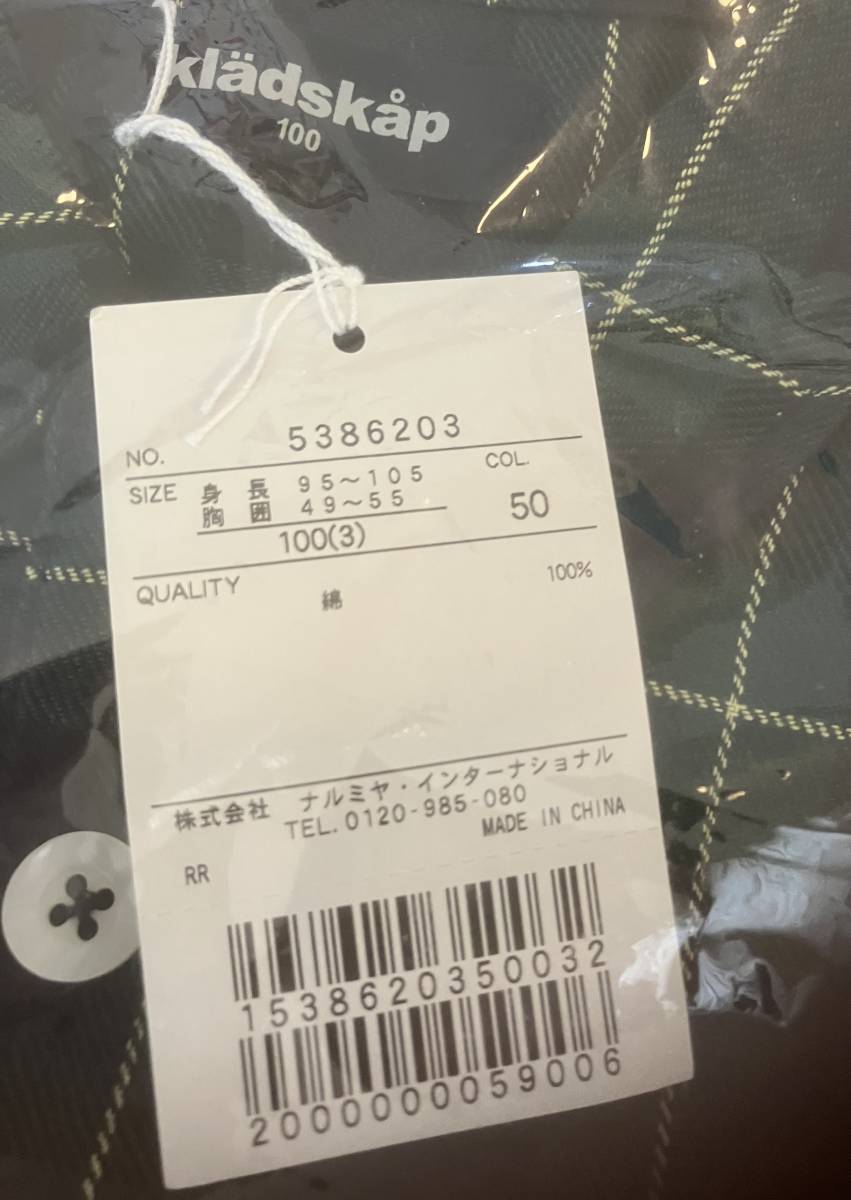 klädskåp
100
NO. 5386203
SIZE 身長 95~105 COL.
胸囲 49~55 50
100(3)
QUALITY 100%
綿
株式会社 ナルミヤ・インターナショナル
TEL. 0120-985-080
MADE IN CHINA
RR
1538620350032
2000000059006